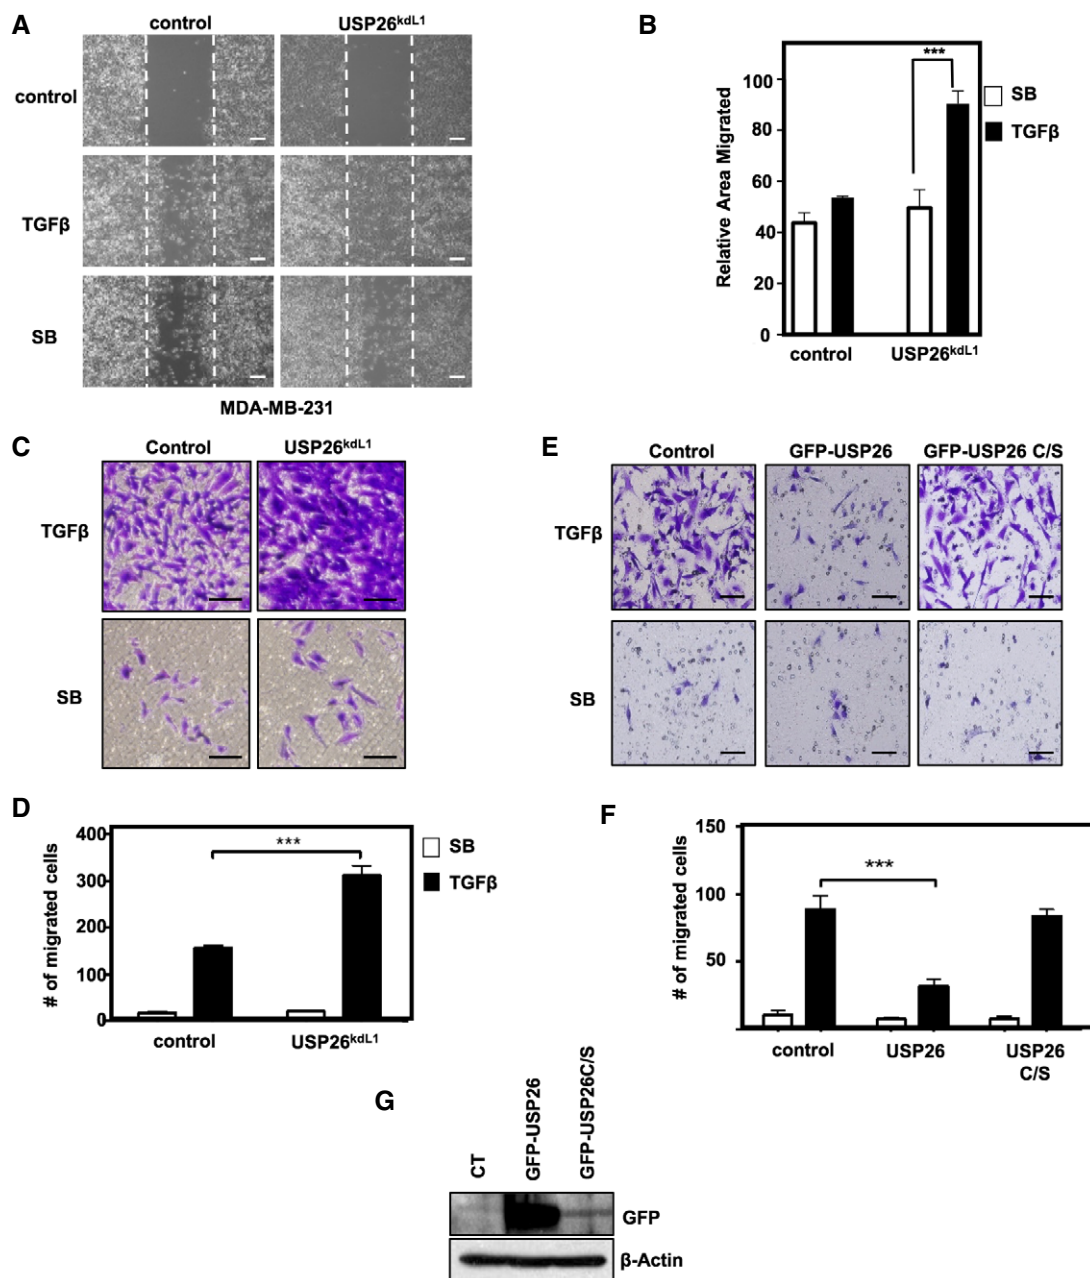 A
control USP26kdL1
control
TGFβ
SB
MDA-MB-231
B
***
100
80
60
40
20
0
Relative Area Migrated
control USP26kdL1
SB
TGFβ
C
Control USP26kdL1
TGFβ
SB
E
Control GFP-USP26 GFP-USP26 C/S
TGFβ
SB
D
400
300
200
100
0
# of migrated cells
***
control USP26kdL1
SB
TGFβ
F
150
100
50
# of migrated cells
***
control USP26 USP26
C/S
G
CT
GFP-USP26
GFP-USP26C/S
GFP
β-Actin